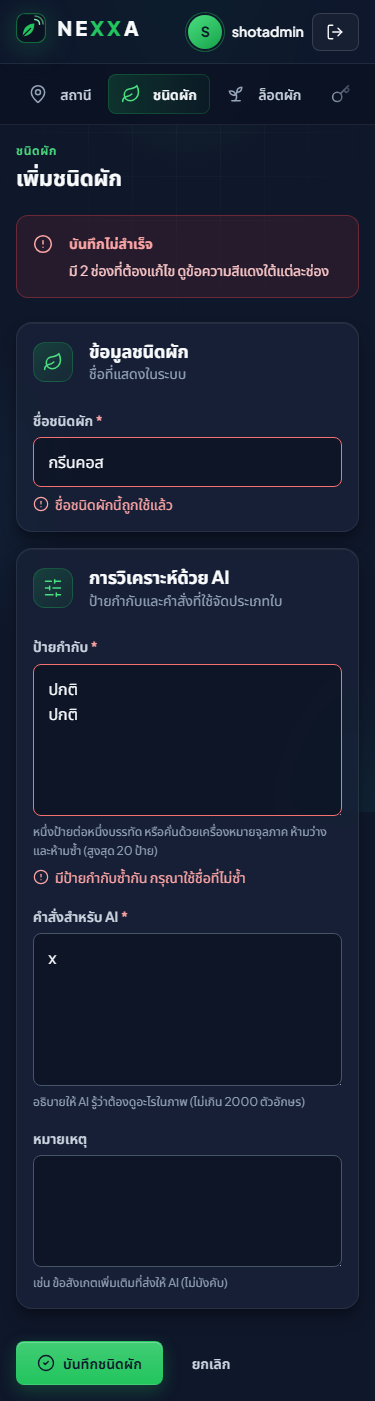 NEXXA
S
shotadmin
สถานี
ชนิดผัก
ล็อตผัก
ชนิดผัก
เพิ่มชนิดผัก
บันทึกไม่สำเร็จ
มี 2 ช่องที่ต้องแก้ไข ดูข้อความสีแดงใต้แต่ละช่อง
ข้อมูลชนิดผัก
ชื่อที่แสดงในระบบ
ชื่อชนิดผัก *
กรีนคอส
ชื่อชนิดผักนี้ถูกใช้แล้ว
การวิเคราะห์ด้วย AI
ป้ายกำกับและคำสั่งที่ใช้จัดประเภทใบ
ป้ายกำกับ *
ปกติ
ปกติ
หนึ่งป้ายต่อหนึ่งบรรทัด หรือคั่นด้วยเครื่องหมายจุลภาค ห้ามว่าง
และห้ามซ้ำ (สูงสุด 20 ป้าย)
มีป้ายกำกับซ้ำกัน กรุณาใช้ชื่อที่ไม่ซ้ำ
คำสั่งสำหรับ AI *
x
อธิบายให้ AI รู้ว่าต้องดูอะไรในภาพ (ไม่เกิน 2000 ตัวอักษร)
หมายเหตุ
เช่น ข้อสังเกตเพิ่มเติมที่ส่งให้ AI (ไม่บังคับ)
บันทึกชนิดผัก
ยกเลิก